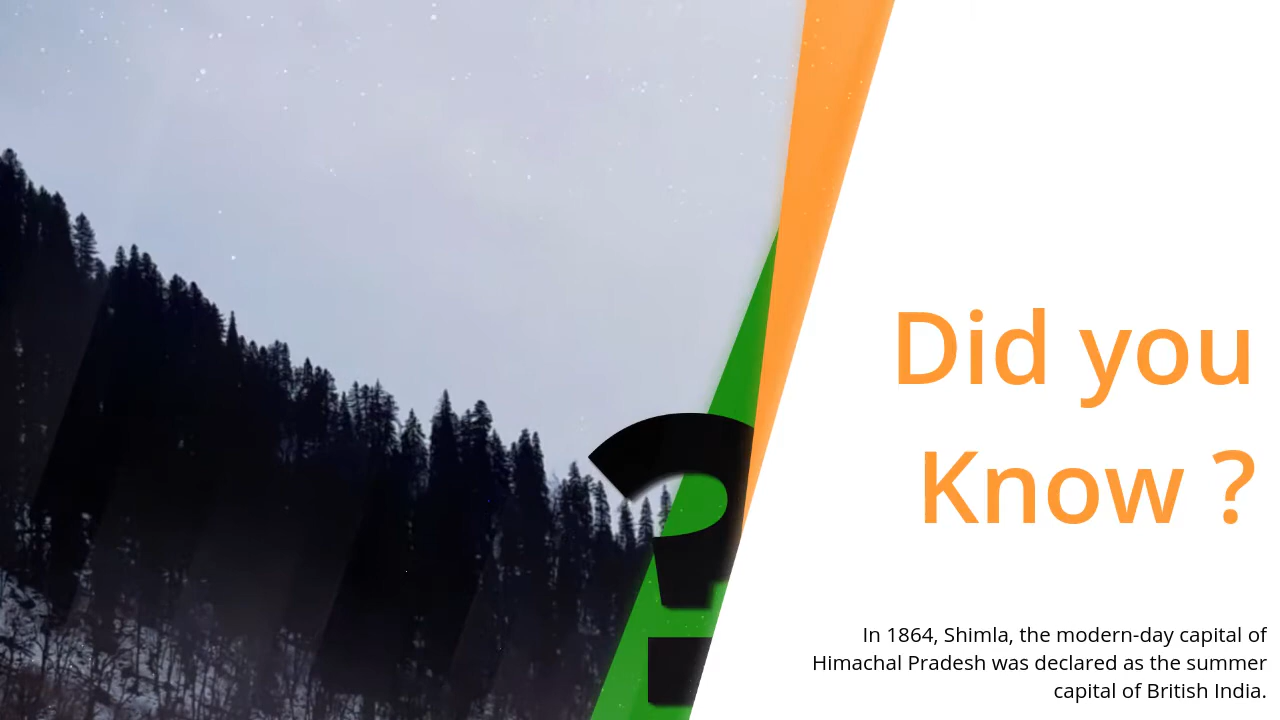 Did you
Know ?
?
In 1864, Shimla, the modern-day capital of
Himachal Pradesh was declared as the summer
capital of British India.